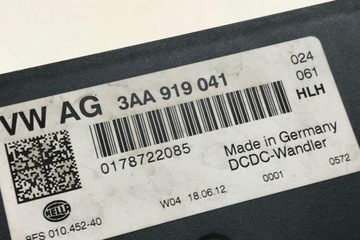 VW AG 3AA 919 041
024
061
HLH
0178722085
Made in Germany
DCDC-Wandler
HELLA
8ES 010.452-40
W04 18.06.12
0001
0572